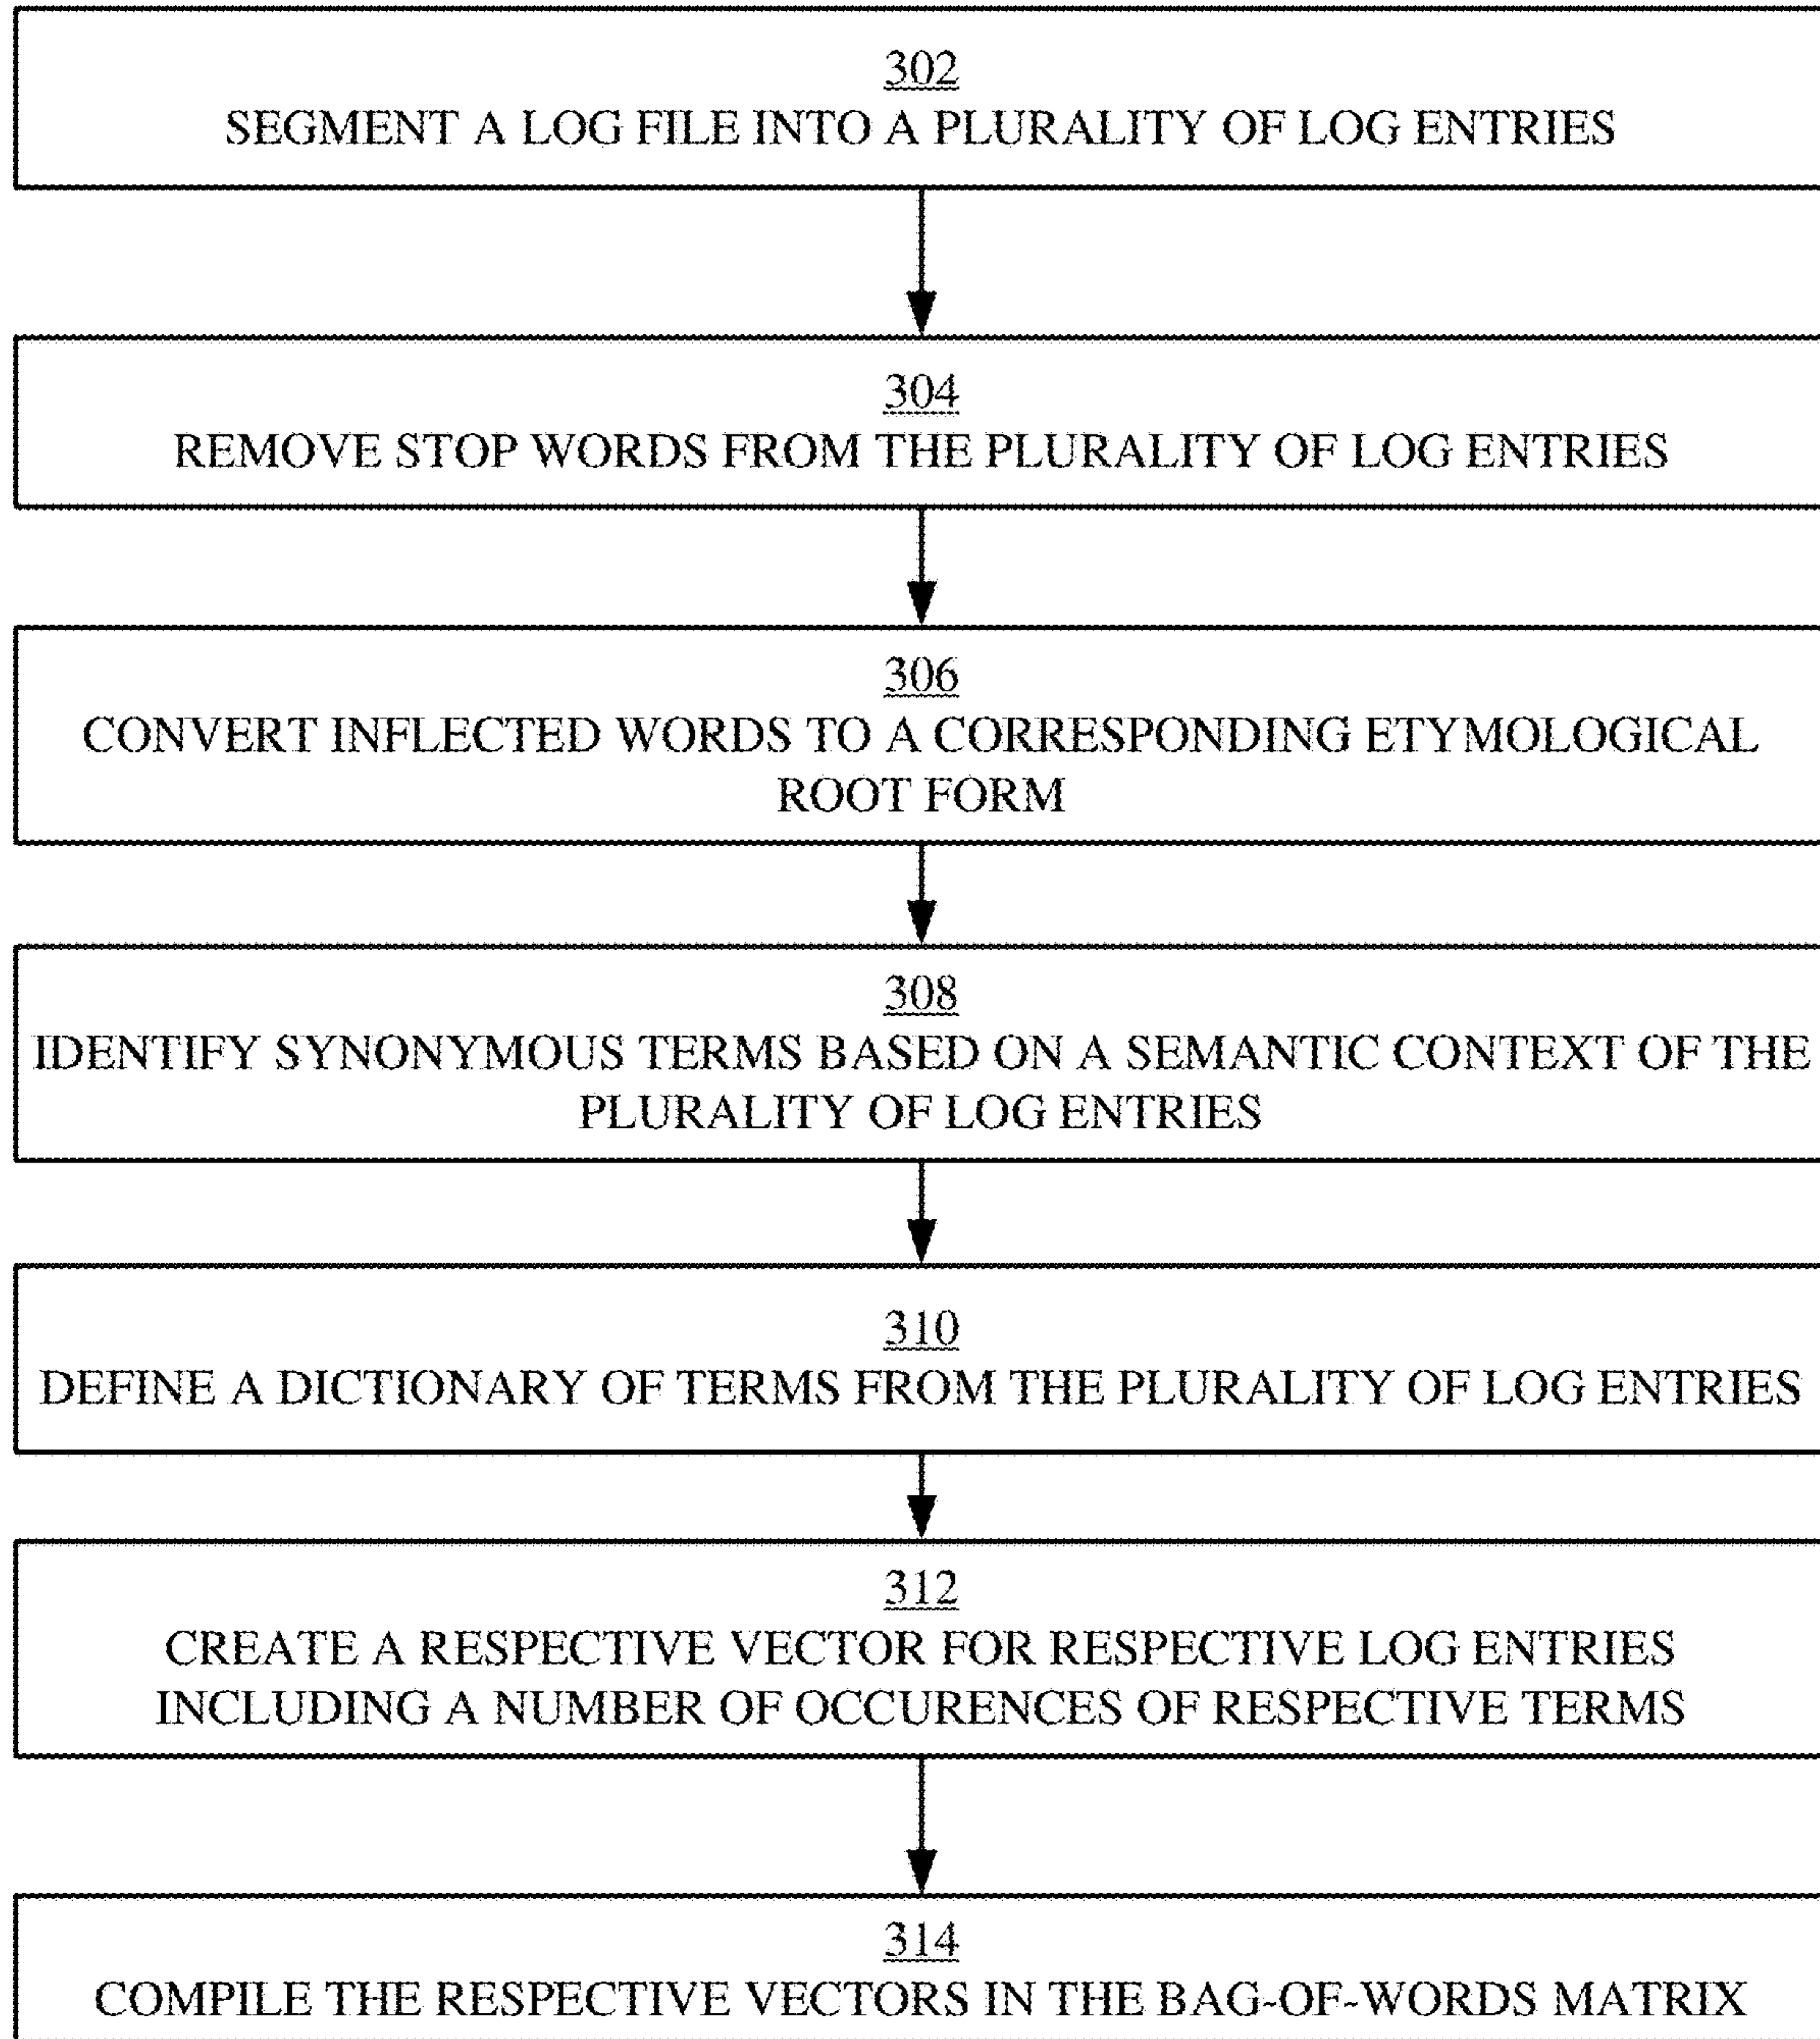 302
SEGMENT A LOG FILE INTO A PLURALITY OF LOG ENTRIES
304
REMOVE STOP WORDS FROM THE PLURALITY OF LOG ENTRIES
306
CONVERT INFLECTED WORDS TO A CORRESPONDING ETYMOLOGICAL
ROOT FORM
308
IDENTIFY SYNONYMOUS TERMS BASED ON A SEMANTIC CONTEXT OF THE
PLURALITY OF LOG ENTRIES
310
DEFINE A DICTIONARY OF TERMS FROM THE PLURALITY OF LOG ENTRIES
312
CREATE A RESPECTIVE VECTOR FOR RESPECTIVE LOG ENTRIES
INCLUDING A NUMBER OF OCCURENCES OF RESPECTIVE TERMS
314
COMPILE THE RESPECTIVE VECTORS IN THE BAG-OF-WORDS MATRIX